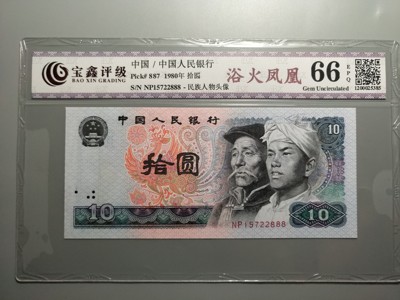 宝鑫评级
BAO XIN GRADING
中国 / 中国人民银行
Pick# 887 1980年 拾圆
S/N NP15722888 - 民族人物头像
浴火凤凰
66 EPQ
Gem Uncirculated
1200025385
中国人民银行
10
拾圆
10
10
NP15722888